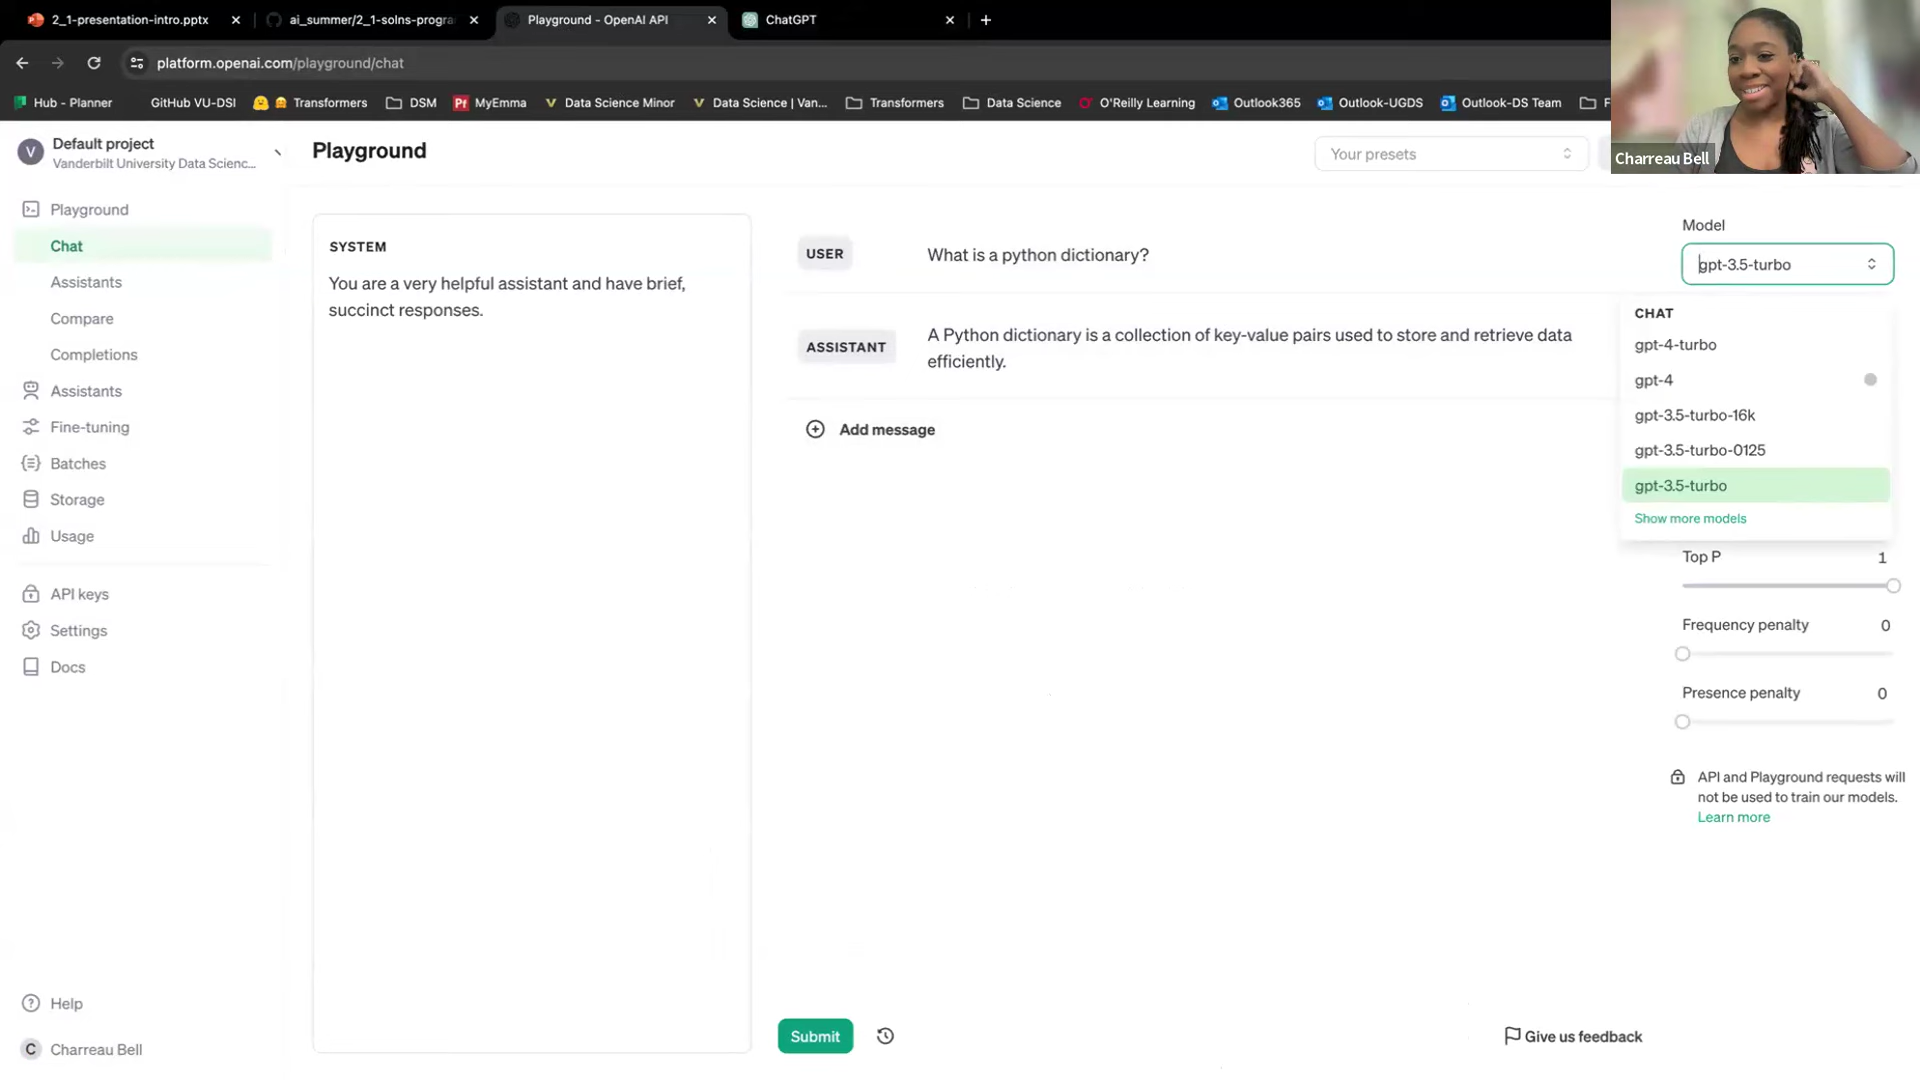 2_1-presentation-intro.pptx
ai_summer/2_1-solns-progra
Playground - OpenAI API
ChatGPT
platform.openai.com/playground/chat
Hub - Planner
GitHub VU-DSI
Transformers
DSM
Pf MyEmma
Data Science Minor
Data Science | Van...
Transformers
Data Science
O'Reilly Learning
Outlook365
Outlook-UGDS
Outlook-DS Team
F
Charreau Bell
V
Default project
Vanderbilt University Data Scienc...
Playground
Your presets
Playground
Chat
Assistants
Compare
Completions
Assistants
Fine-tuning
Batches
Storage
Usage
API keys
Settings
Docs
Help
C Charreau Bell
SYSTEM
You are a very helpful assistant and have brief,
succinct responses.
USER
What is a python dictionary?
ASSISTANT
A Python dictionary is a collection of key-value pairs used to store and retrieve data
efficiently.
Add message
Submit
Give us feedback
Model
gpt-3.5-turbo
CHAT
gpt-4-turbo
gpt-4
gpt-3.5-turbo-16k
gpt-3.5-turbo-0125
gpt-3.5-turbo
Show more models
Top P 1
Frequency penalty 0
Presence penalty 0
API and Playground requests will
not be used to train our models.
Learn more